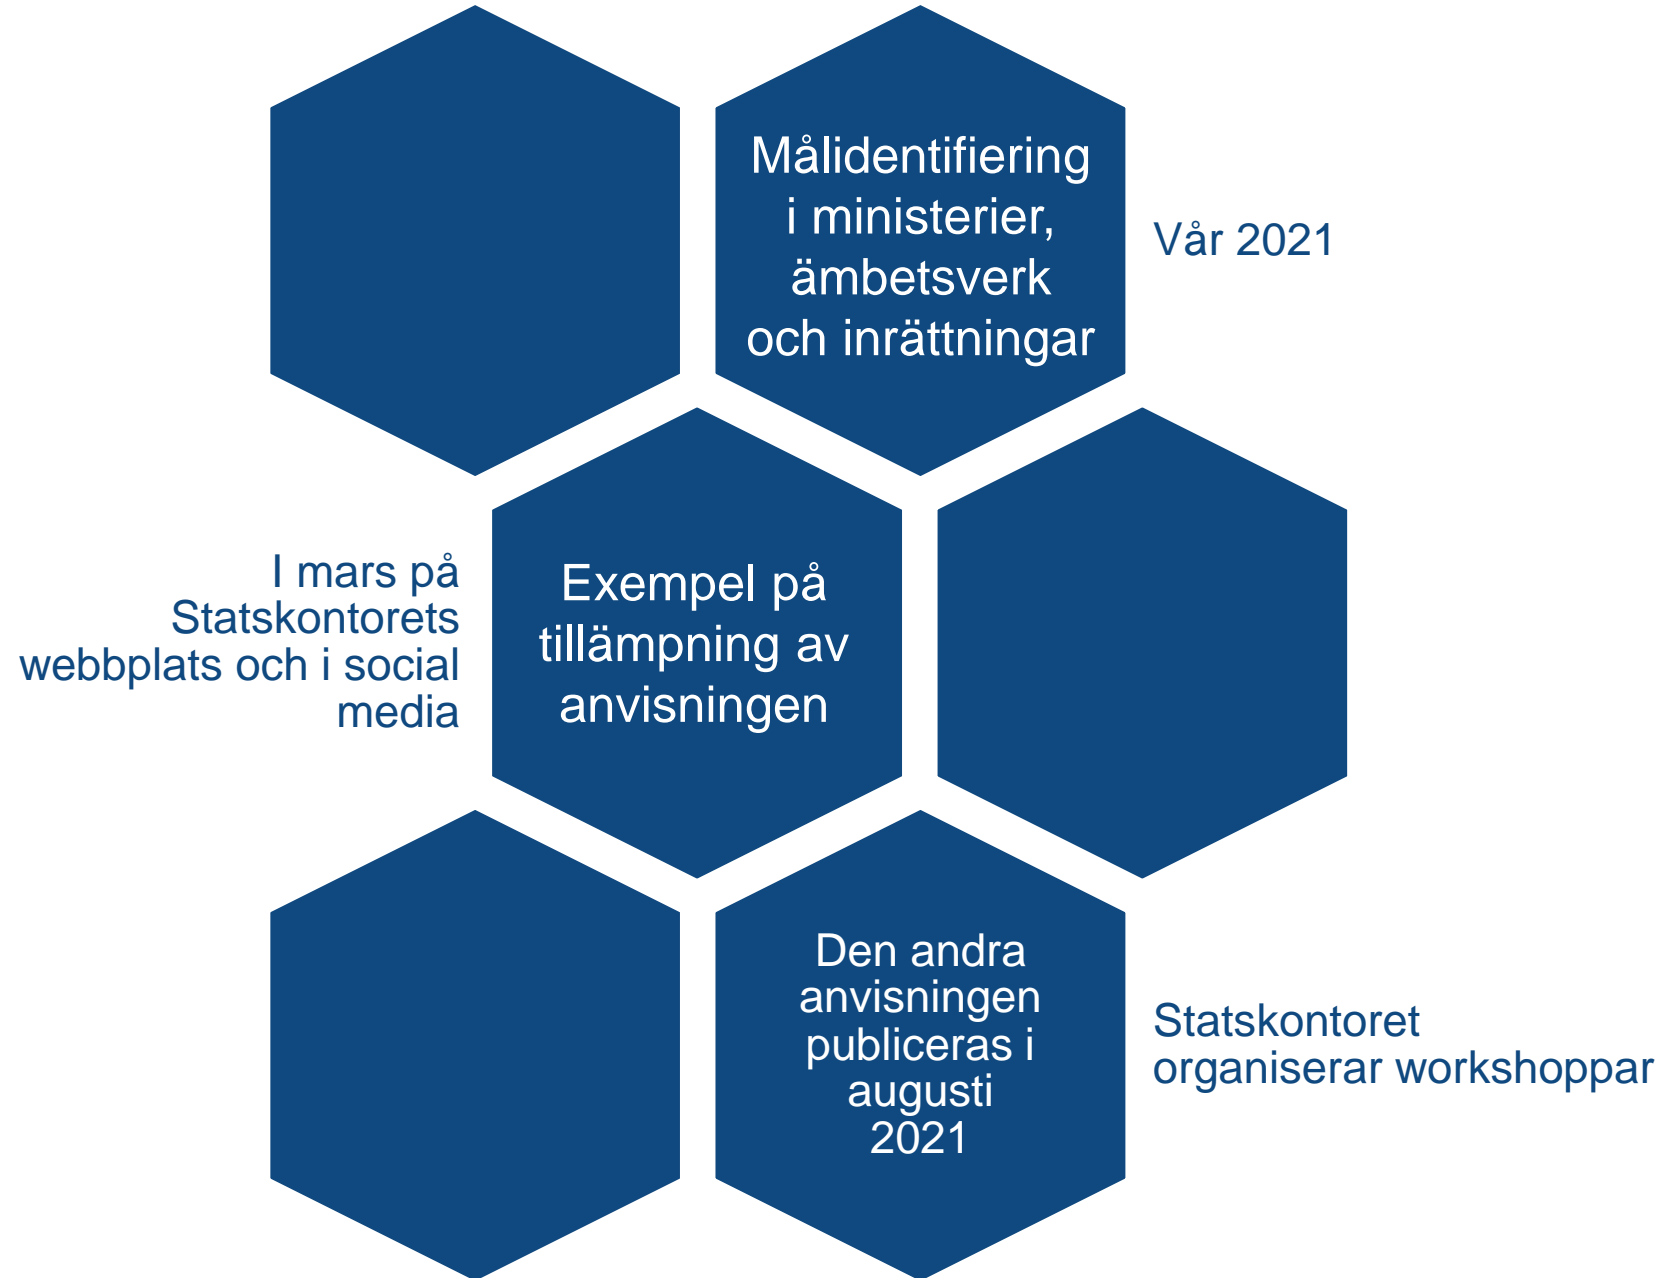 Målidentifiering
i ministerier,
ämbetsverk
och inrättningar
Vår 2021
I mars på
Statskontorets
webbplats och i social
media
Exempel på
tillämpning av
anvisningen
Den andra
anvisningen
publiceras i
augusti
2021
Statskontoret
organiserar workshoppar